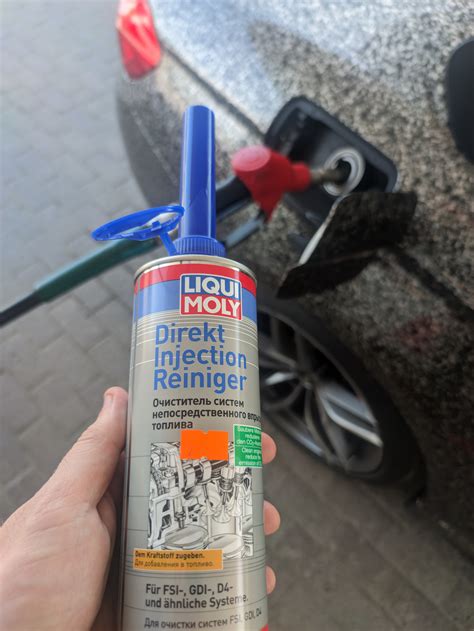 LIQUI
MOLY
Direkt
Injection
Reiniger
Очиститель систем
непосредственного
топлива
Dem Kraftstoff zugeben.
Для добавления в топливо.
Für FSI-, GDI-, D4-
und ähnliche Systeme.
Для очистки систем FSI, GDI, D4